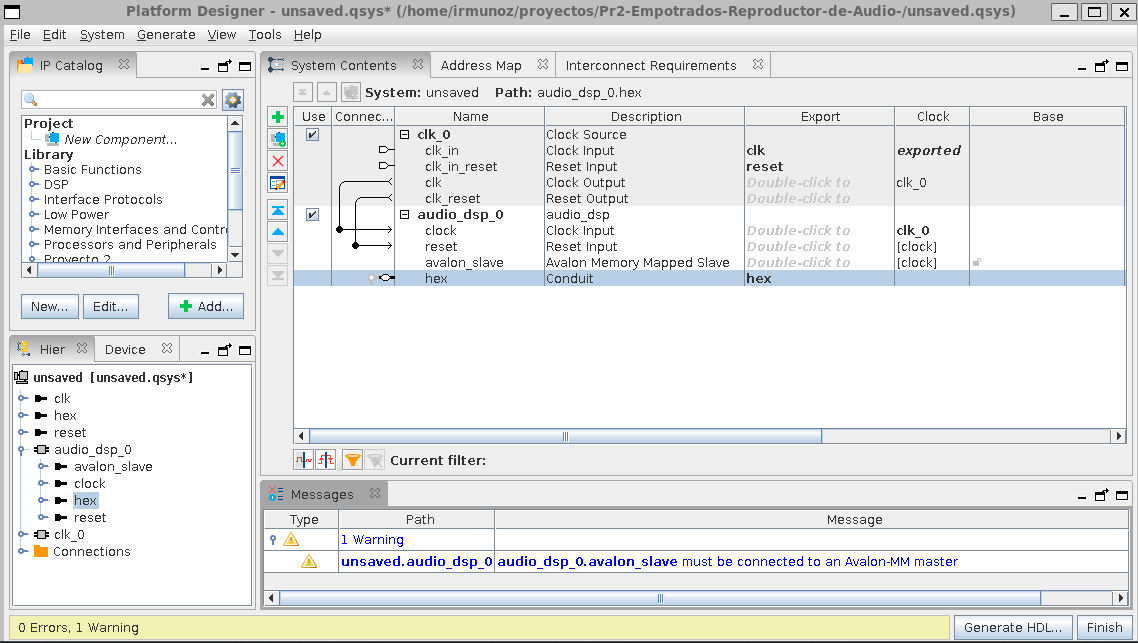 Platform Designer - unsaved.qsys* (/home/irmunoz/proyectos/Pr2-Empotrados-Reproductor-de-Audio-/unsaved.qsys)
File Edit System Generate View Tools Help
IP Catalog
Project
New Component...
Library
Basic Functions
DSP
Interface Protocols
Low Power
Memory Interfaces and Contr
Processors and Peripherals
Proyecto 2
New... Edit... Add...
Hier Device
unsaved [unsaved.qsys*]
clk
hex
reset
audio_dsp_0
avalon_slave
clock
hex
reset
clk_0
Connections
System Contents Address Map Interconnect Requirements
System: unsaved Path: audio_dsp_0.hex
Use Connec... Name Description Export Clock Base
clk_0 Clock Source
clk_in Clock Input clk exported
clk_in_reset Reset Input reset
clk Clock Output Double-click to clk_0
clk_reset Reset Output Double-click to
audio_dsp_0 audio_dsp
clock Clock Input Double-click to clk_0
reset Reset Input Double-click to [clock]
avalon_slave Avalon Memory Mapped Slave Double-click to [clock]
hex Conduit hex
Current filter:
Messages
Type Path Message
1 Warning
unsaved.audio_dsp_0 audio_dsp_0.avalon_slave must be connected to an Avalon-MM master
0 Errors, 1 Warning
Generate HDL... Finish